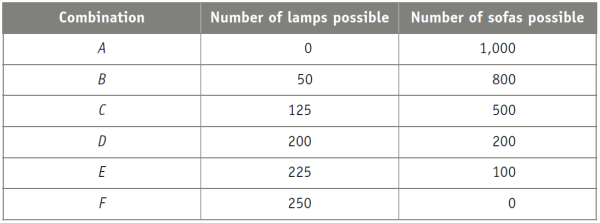 Combination Number of lamps possible Number of sofas possible
A 0 1,000
B 50 800
C 125 500
D 200 200
E 225 100
F 250 0